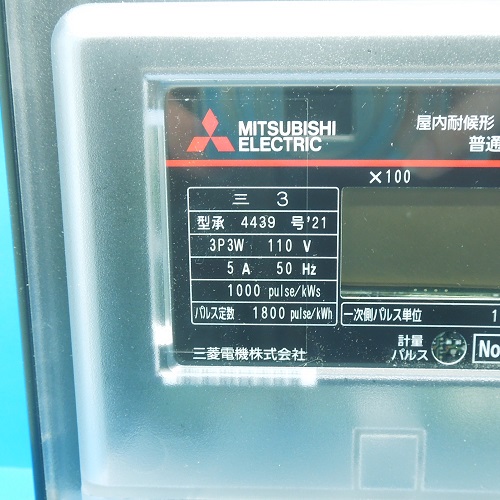 MITSUBISHI
ELECTRIC
屋内耐候形
普通
×100
三 3
型承 4439 号'21
3P3W 110 V
5 A 50 Hz
1000 pulse/kWs
パルス定数 1800 pulse/kWh
一次側パルス単位 1
三菱電機株式会社
計量
パルス
No